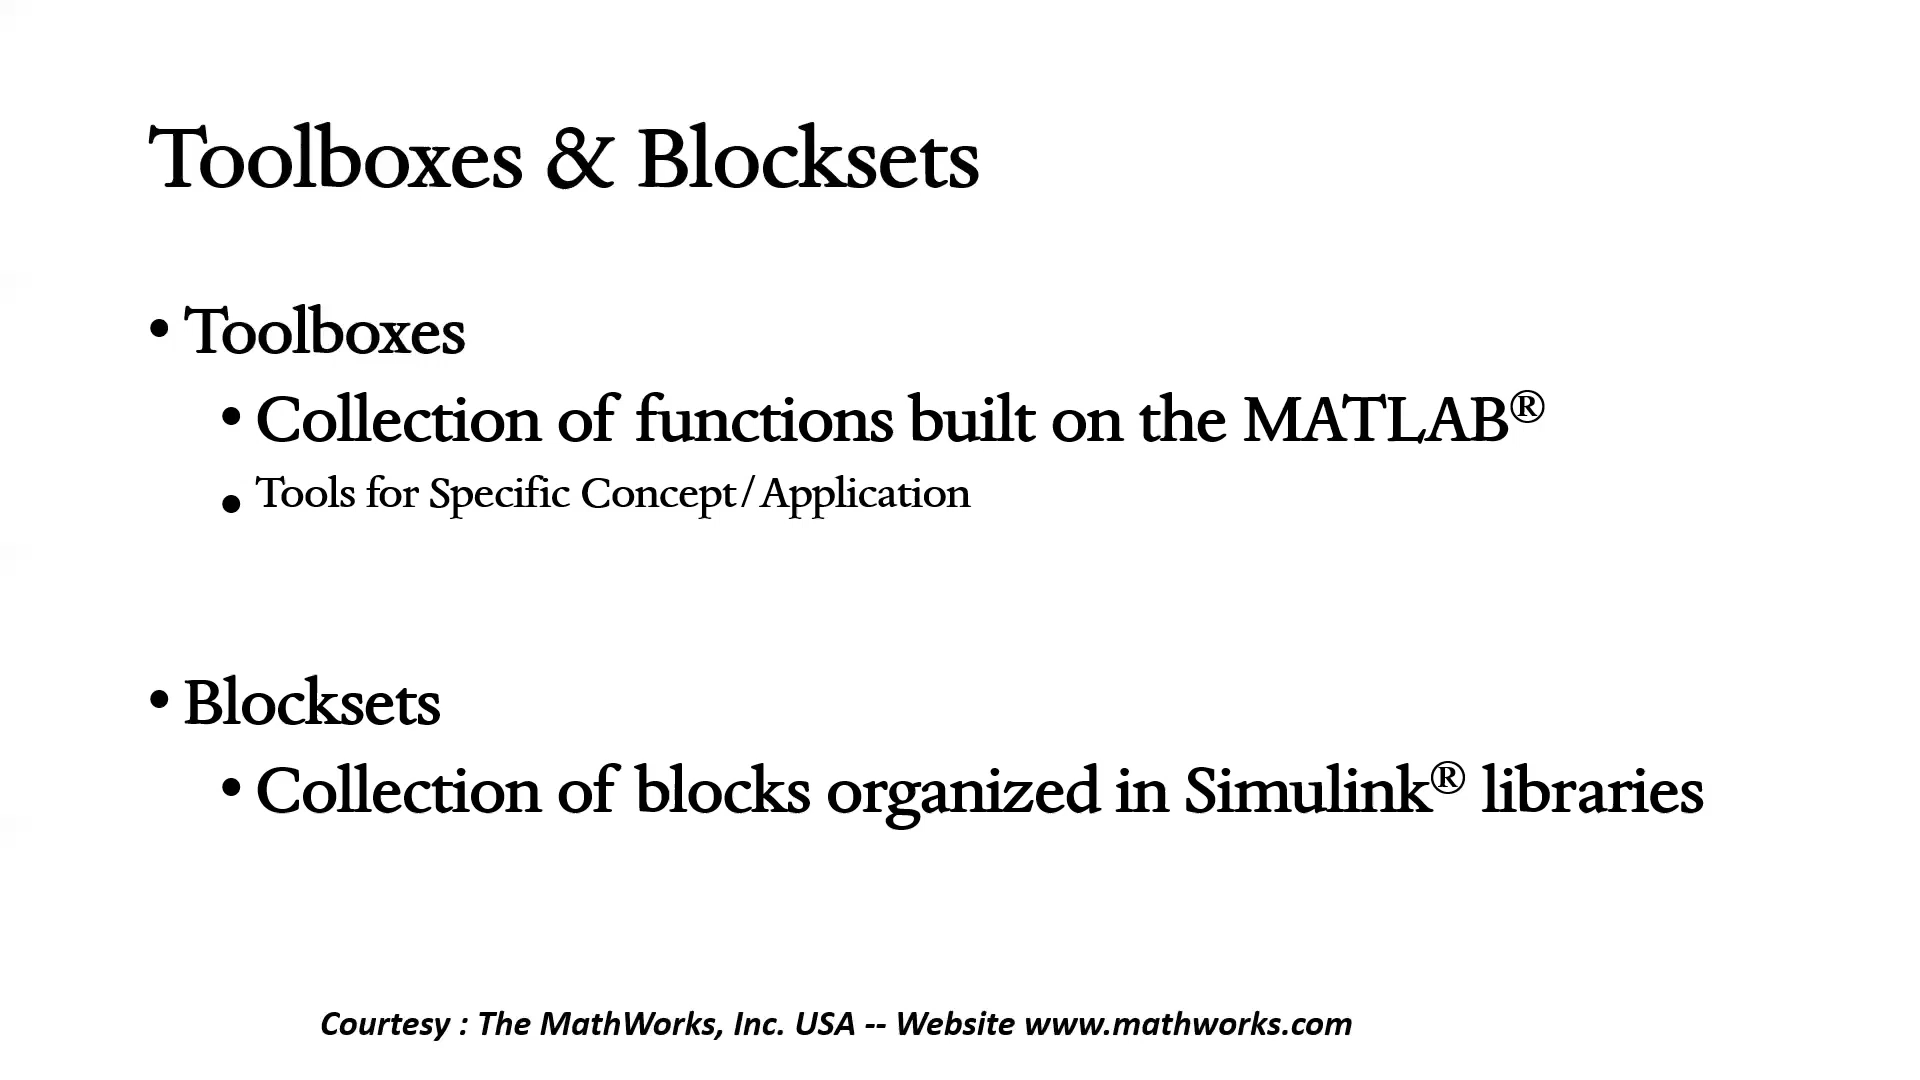 Toolboxes & Blocksets
• Toolboxes
• Collection of functions built on the MATLAB®
• Tools for Specific Concept/Application
• Blocksets
• Collection of blocks organized in Simulink® libraries
Courtesy : The MathWorks, Inc. USA -- Website www.mathworks.com